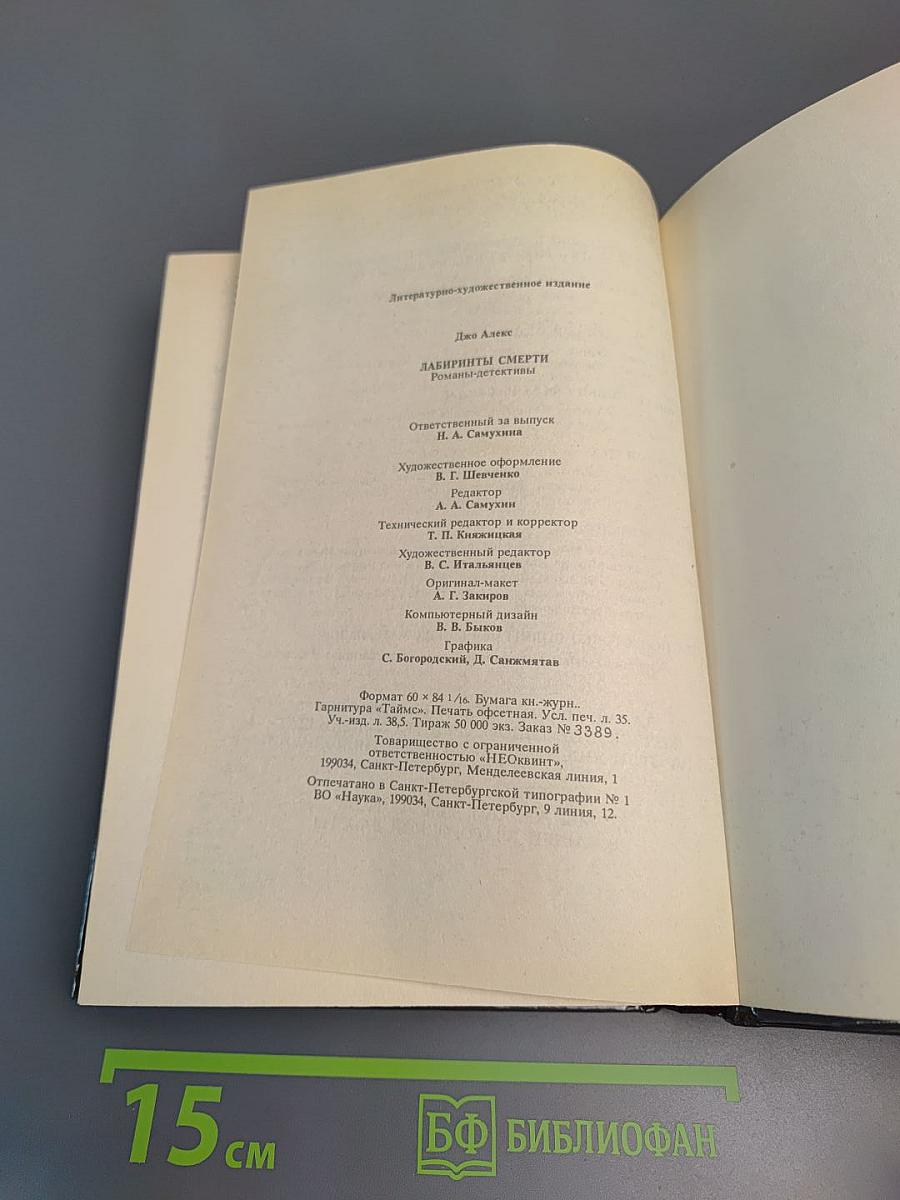 Литературно-художественное издание
Джо Алекс
ЛАБИРИНТЫ СМЕРТИ
Романы-детективы
Ответственный за выпуск
Н. А. Самухина
Художественное оформление
В. Г. Шевченко
Редактор
А. А. Самухин
Технический редактор и корректор
Т. П. Княжицкая
Художественный редактор
В. С. Итальянцев
Оригинал-макет
А. Г. Закиров
Компьютерный дизайн
В. В. Быков
Графика
С. Богородский, Д. Санжмятав
Формат 60 × 84 1/16. Бумага кн.-журн..
Гарнитура «Таймс». Печать офсетная. Усл. печ. л. 35.
Уч.-изд. л. 38,5. Тираж 50 000 экз. Заказ № 3389.
Товарищество с ограниченной
ответственностью «НЕОквинт»,
199034, Санкт-Петербург, Менделеевская линия, 1
Отпечатано в Санкт-Петербургской типографии № 1
ВО «Наука», 199034, Санкт-Петербург, 9 линия, 12.
15 см
БФ БИБЛИОФАН